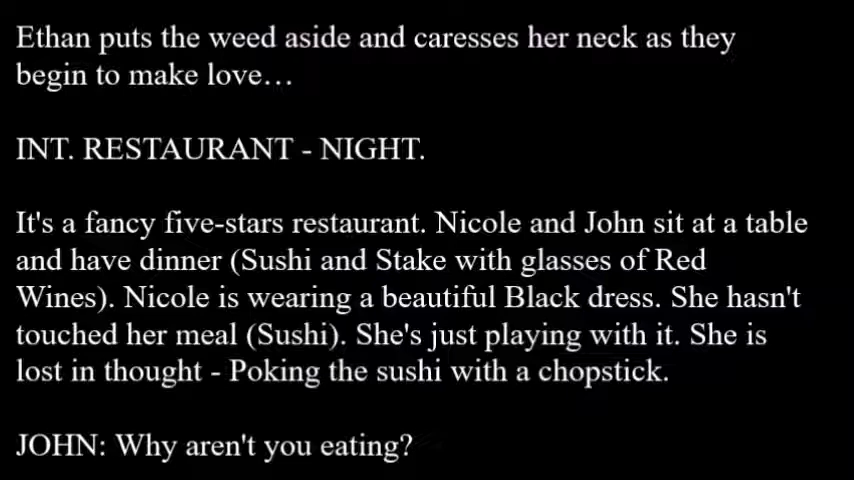 Ethan puts the weed aside and caresses her neck as they
begin to make love…
INT. RESTAURANT - NIGHT.
It's a fancy five-stars restaurant. Nicole and John sit at a table
and have dinner (Sushi and Stake with glasses of Red
Wines). Nicole is wearing a beautiful Black dress. She hasn't
touched her meal (Sushi). She's just playing with it. She is
lost in thought - Poking the sushi with a chopstick.
JOHN: Why aren't you eating?